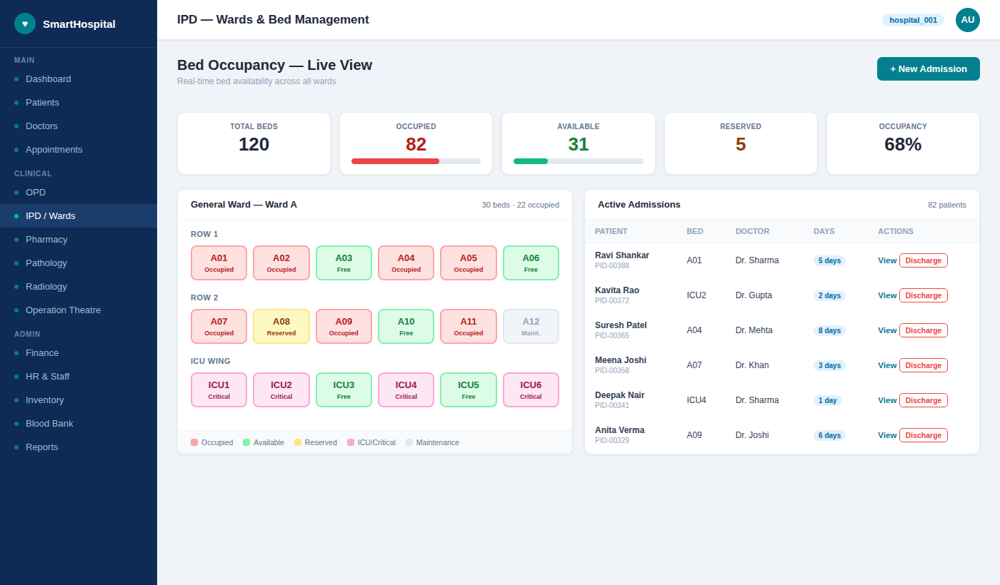 ♥ SmartHospital
MAIN
Dashboard
Patients
Doctors
Appointments
CLINICAL
OPD
IPD / Wards
Pharmacy
Pathology
Radiology
Operation Theatre
ADMIN
Finance
HR & Staff
Inventory
Blood Bank
Reports
IPD — Wards & Bed Management
hospital_001
AU
Bed Occupancy — Live View
Real-time bed availability across all wards
+ New Admission
TOTAL BEDS
120
OCCUPIED
82
AVAILABLE
31
RESERVED
5
OCCUPANCY
68%
General Ward — Ward A
30 beds · 22 occupied
ROW 1
A01 A02 A03 A04 A05 A06
Occupied Occupied Free Occupied Occupied Free
ROW 2
A07 A08 A09 A10 A11 A12
Occupied Reserved Occupied Free Occupied Maint.
ICU WING
ICU1 ICU2 ICU3 ICU4 ICU5 ICU6
Critical Critical Free Critical Free Critical
Occupied Available Reserved ICU/Critical Maintenance
Active Admissions
82 patients
PATIENT BED DOCTOR DAYS ACTIONS
Ravi Shankar A01 Dr. Sharma 5 days View Discharge
PID-00388
Kavita Rao ICU2 Dr. Gupta 2 days View Discharge
PID-00372
Suresh Patel A04 Dr. Mehta 8 days View Discharge
PID-00365
Meena Joshi A07 Dr. Khan 3 days View Discharge
PID-00358
Deepak Nair ICU4 Dr. Sharma 1 day View Discharge
PID-00341
Anita Verma A09 Dr. Joshi 6 days View Discharge
PID-00329